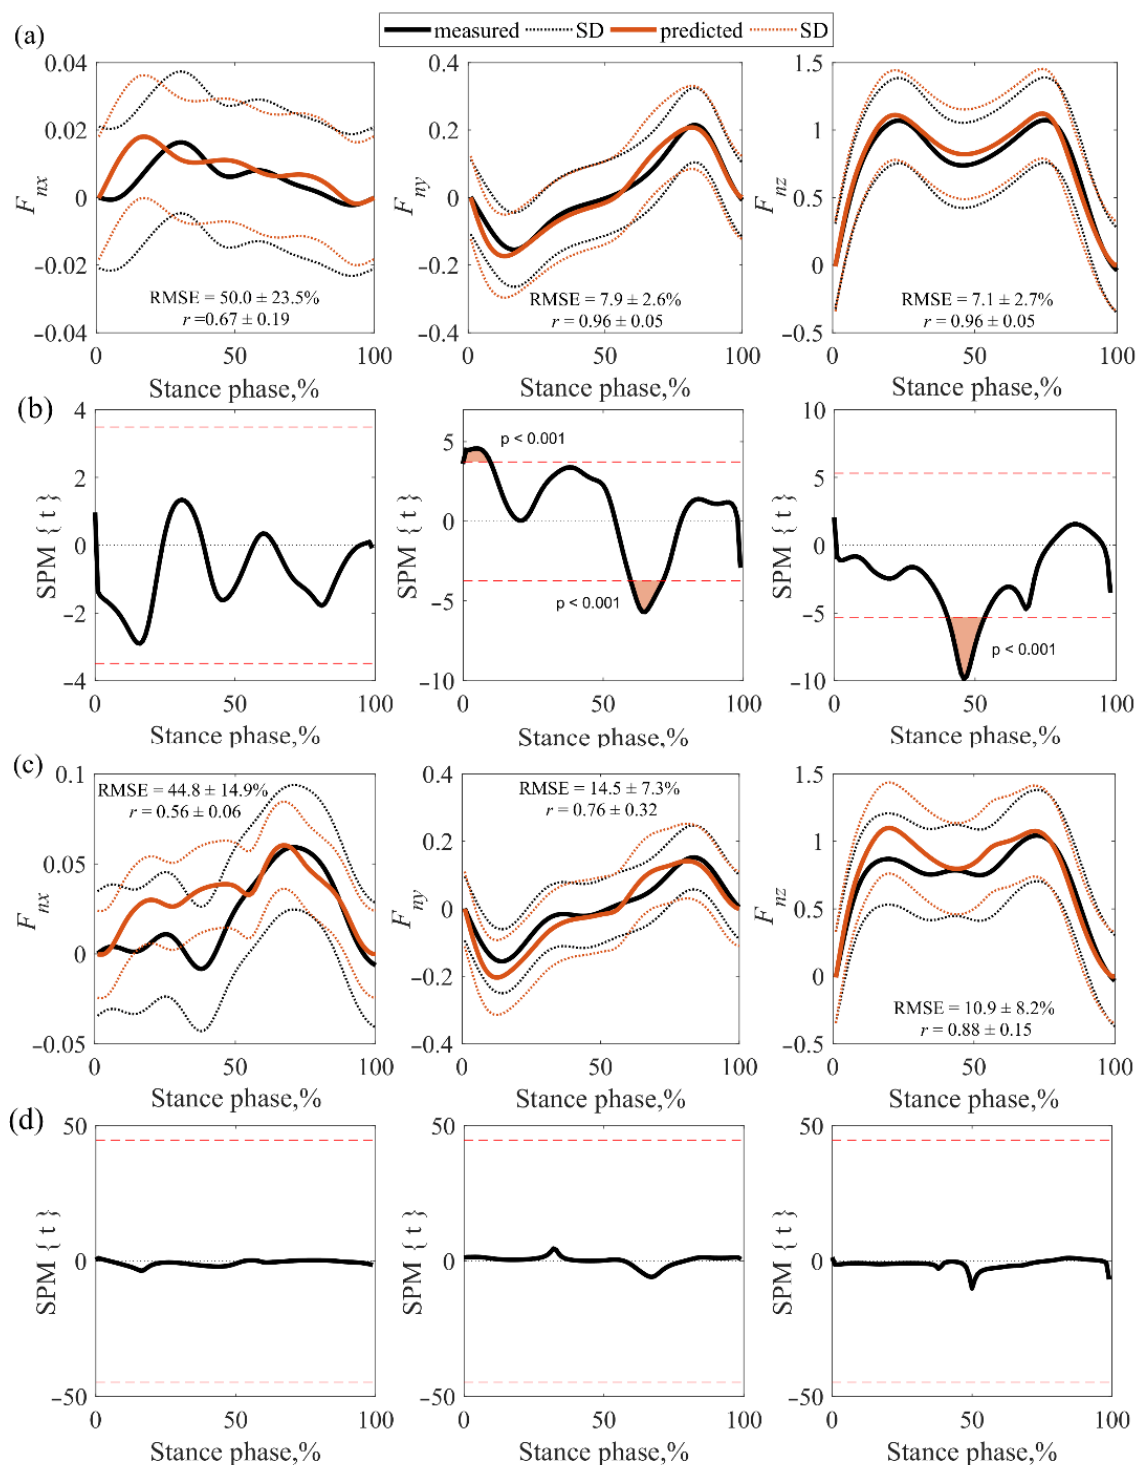 measured SD predicted SD
(a)
0.04
0.02
0
−0.02
−0.04
F nx
RMSE = 50.0 ± 23.5%
r =0.67 ± 0.19
0 50 100
Stance phase,%
0.4
0.2
0
−0.2
−0.4
F ny
RMSE = 7.9 ± 2.6%
r = 0.96 ± 0.05
0 50 100
Stance phase,%
1.5
1
0.5
0
−0.5
F nz
RMSE = 7.1 ± 2.7%
r = 0.96 ± 0.05
0 50 100
Stance phase,%
(b)
4
2
0
−2
−4
SPM { t }
0 50 100
Stance phase,%
5
0
−5
−10
SPM { t }
p < 0.001
p < 0.001
0 50 100
Stance phase,%
10
5
0
−5
−10
SPM { t }
p < 0.001
0 50 100
Stance phase,%
(c)
0.1
0.05
0
−0.05
F nx
RMSE = 44.8 ± 14.9%
r = 0.56 ± 0.06
0 50 100
Stance phase,%
0.4
0.2
0
−0.2
−0.4
F ny
RMSE = 14.5 ± 7.3%
r = 0.76 ± 0.32
0 50 100
Stance phase,%
1.5
1
0.5
0
−0.5
F nz
RMSE = 10.9 ± 8.2%
r = 0.88 ± 0.15
0 50 100
Stance phase,%
(d)
50
0
−50
SPM { t }
0 50 100
Stance phase,%
50
0
−50
SPM { t }
0 50 100
Stance phase,%
50
0
−50
SPM { t }
0 50 100
Stance phase,%